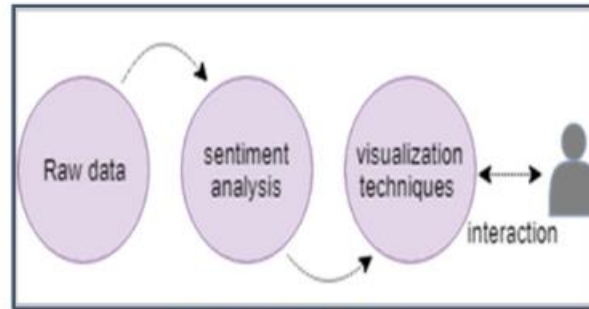 Raw data
sentiment
analysis
visualization
techniques
interaction